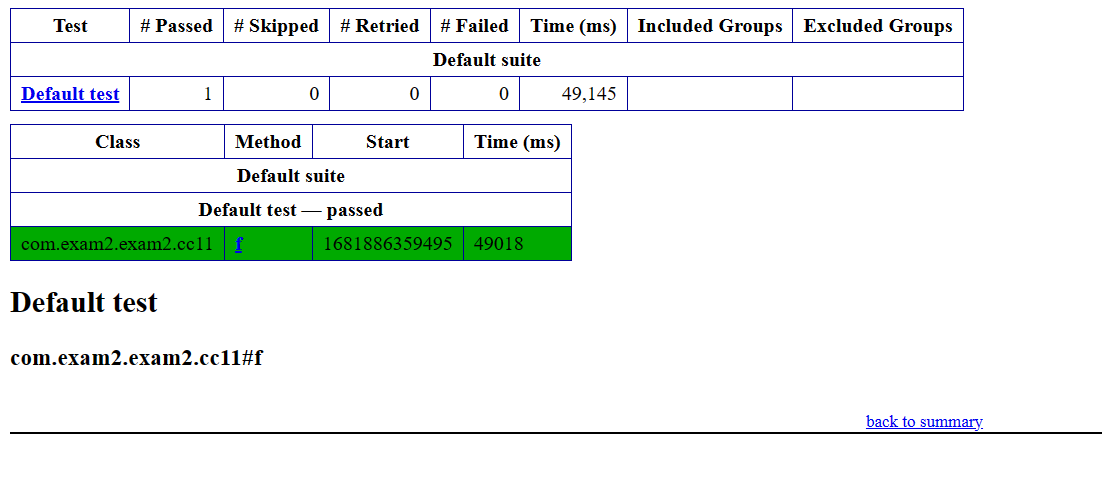 Test # Passed # Skipped # Retried # Failed Time (ms) Included Groups Excluded Groups
Default suite
Default test 1 0 0 0 49,145
Class Method Start Time (ms)
Default suite
Default test — passed
com.exam2.exam2.cc11 f 1681886359495 49018
Default test
com.exam2.exam2.cc11#f
back to summary